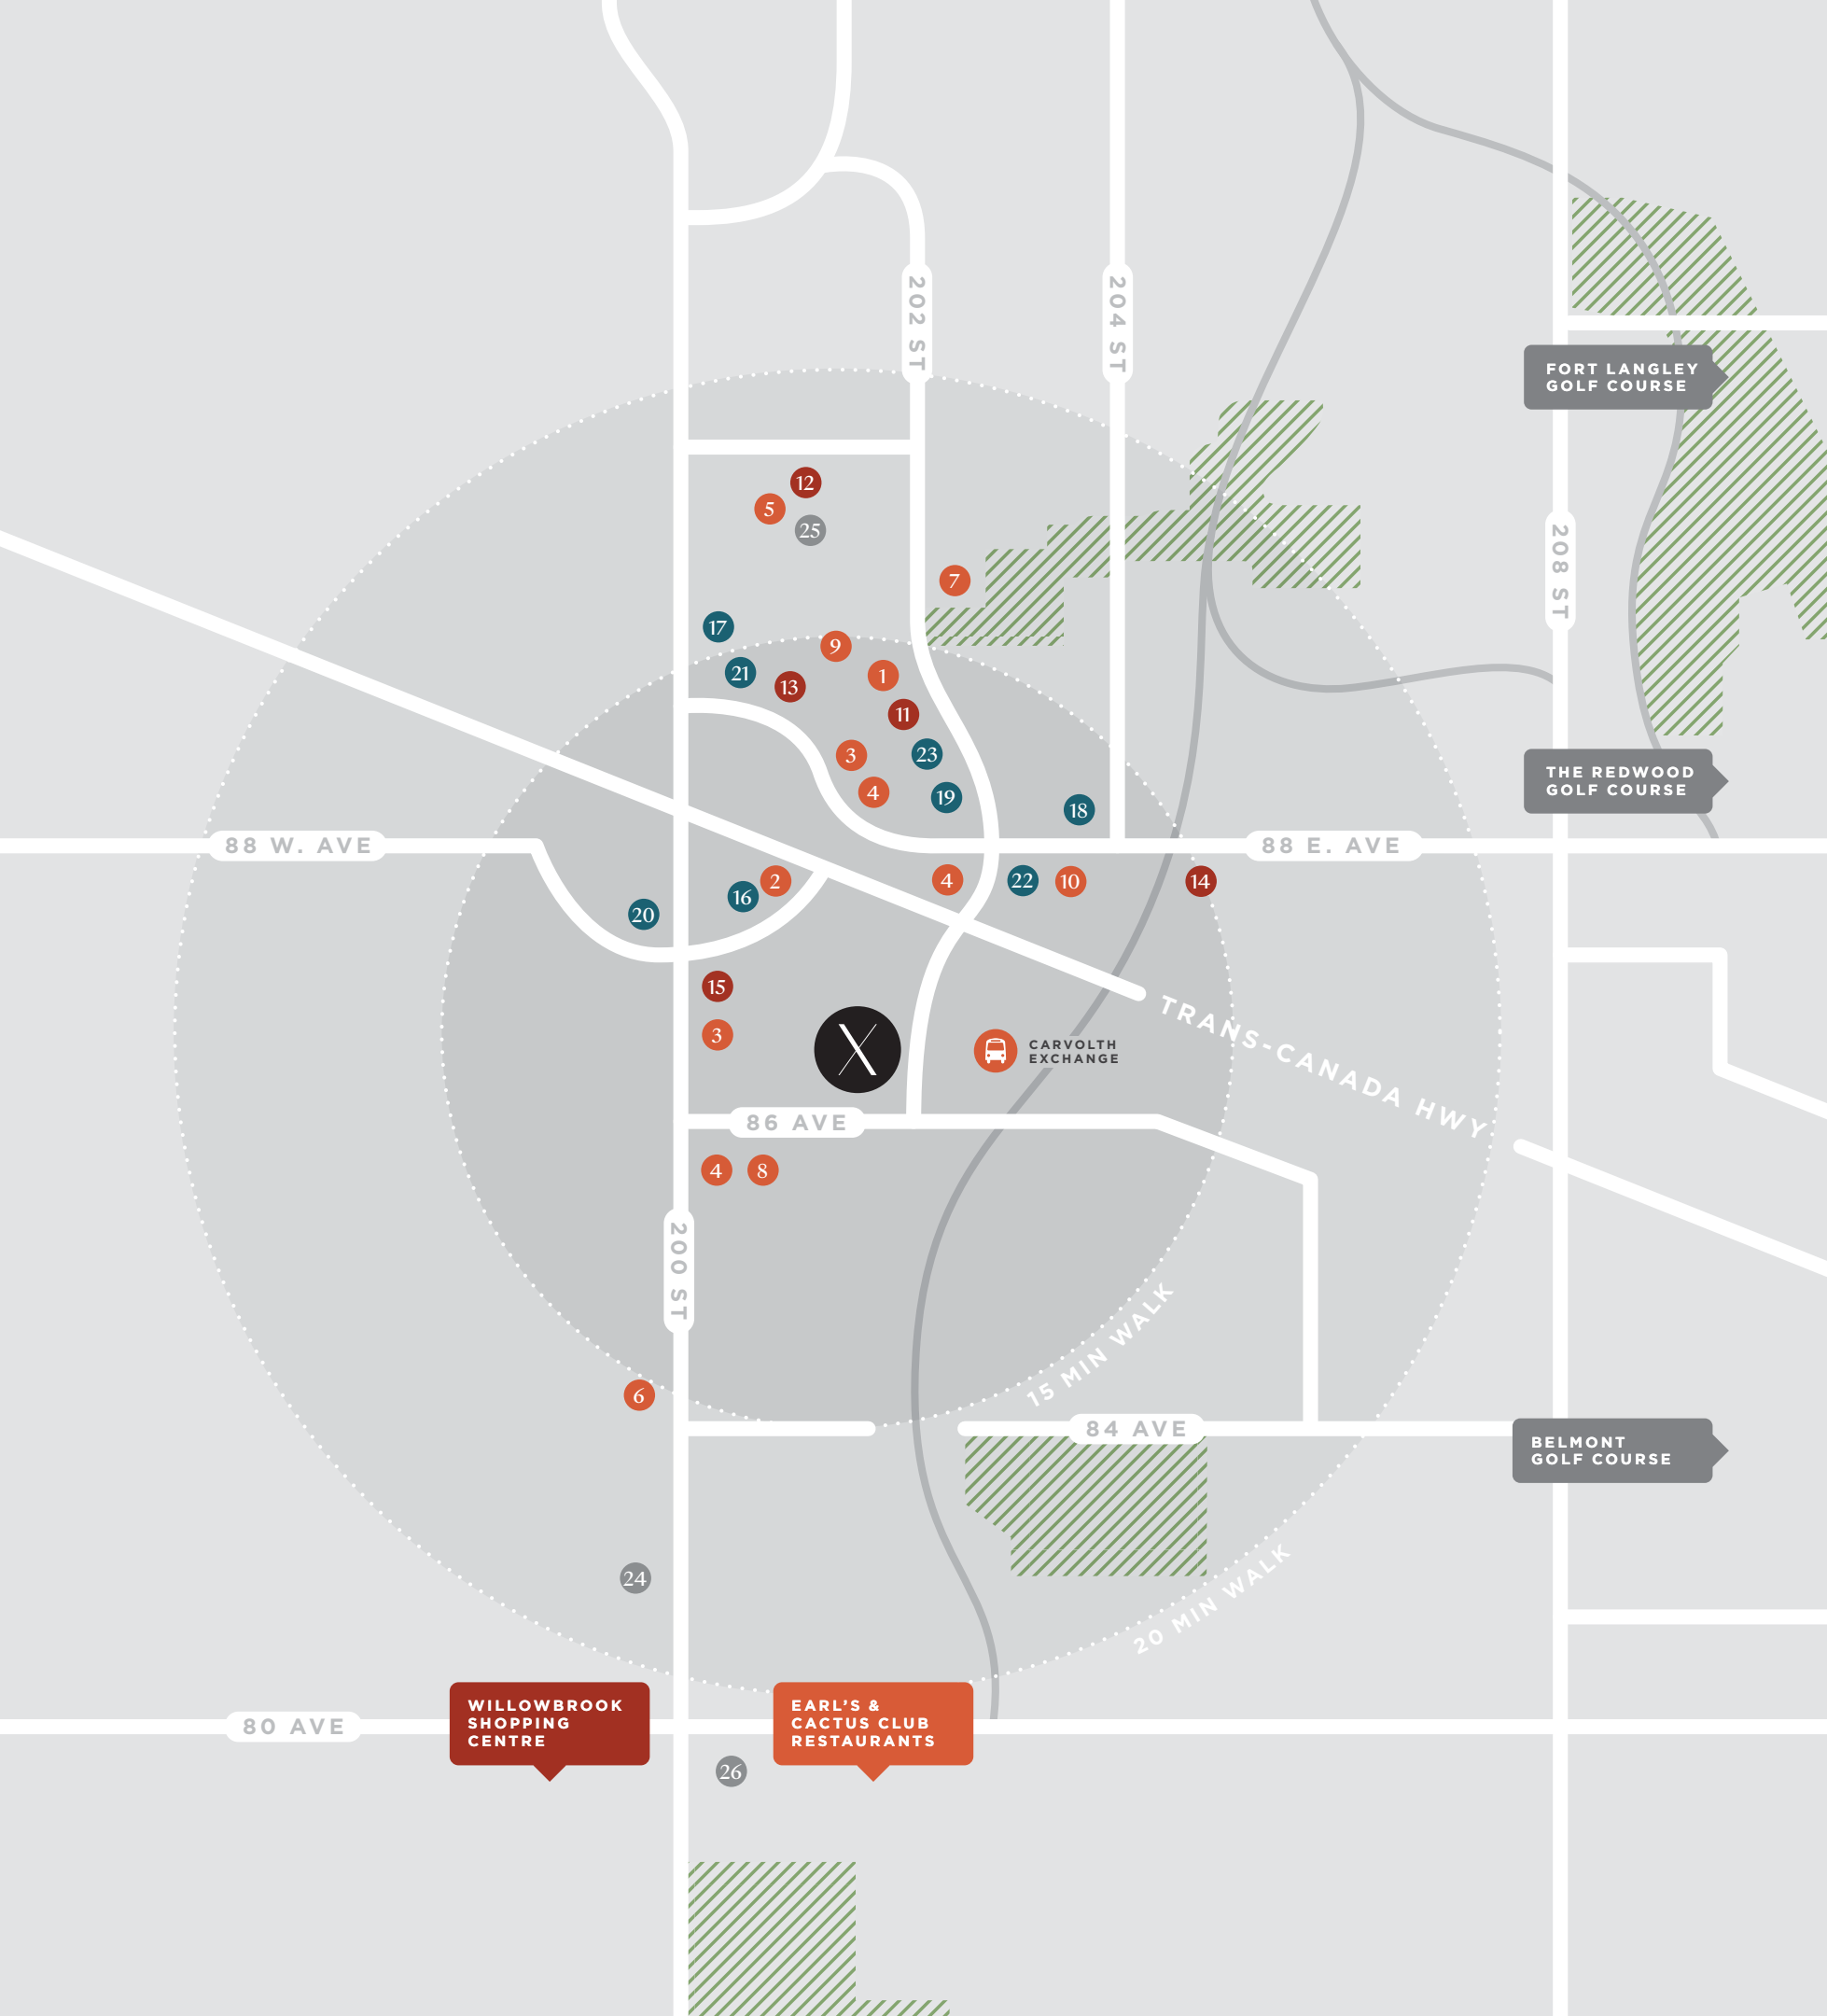 202 ST
204 ST
FORT LANGLEY
GOLF COURSE
12
5
25
208 ST
7
17
9
21
13
1
11
3
23
THE REDWOOD
GOLF COURSE
4
19
18
88 W. AVE
88 E. AVE
2
16
4
22
10
14
20
15
3
X
CARVOLTH
EXCHANGE
TRANS-CANADA HWY
86 AVE
4
8
200 ST
15 MIN WALK
6
84 AVE
BELMONT
GOLF COURSE
24
20 MIN WALK
WILLOWBROOK
SHOPPING
CENTRE
EARL'S &
CACTUS CLUB
RESTAURANTS
80 AVE
26